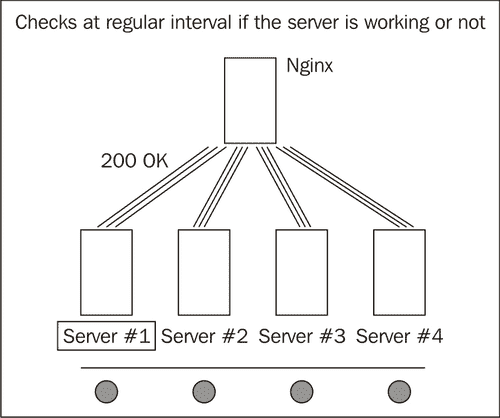 Checks at regular interval if the server is working or not
Nginx
200 OK
Server #1 Server #2 Server #3 Server #4